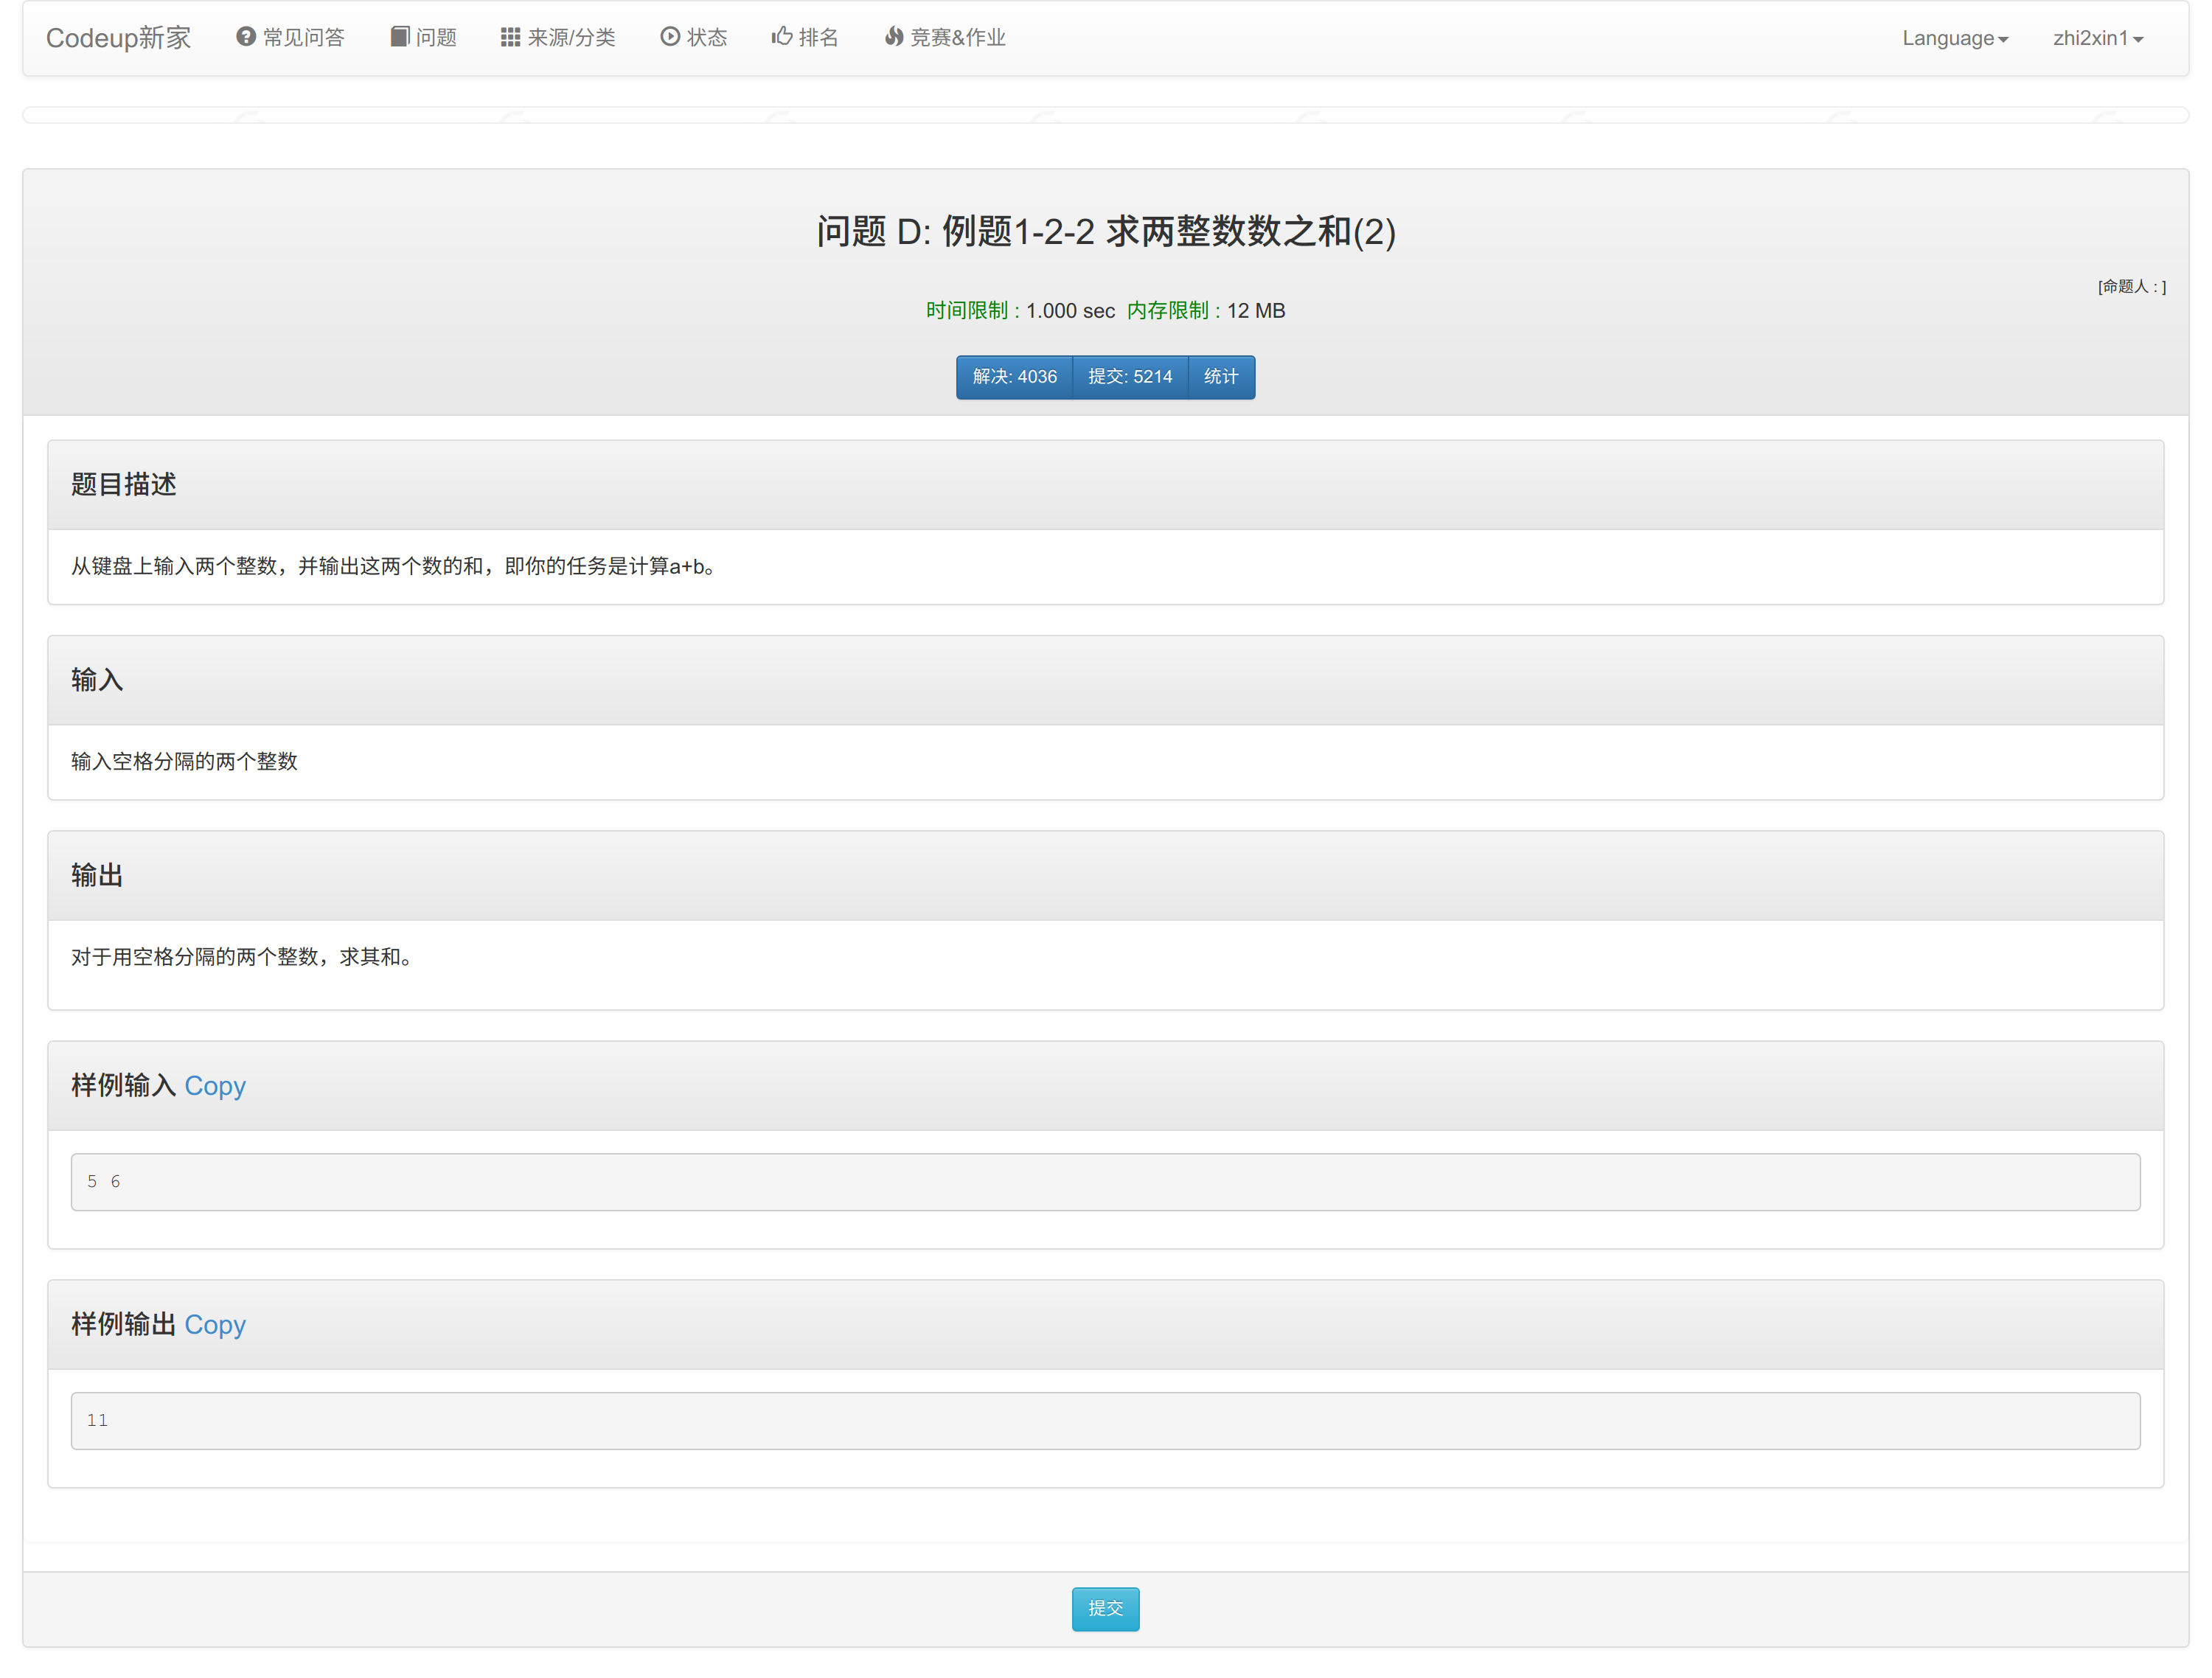 Codeup新家 常见问答 问题 来源/分类 状态 排名 竞赛&作业 Language zhi2xin1
问题 D: 例题1-2-2 求两整数数之和(2)
[命题人 : ]
时间限制 : 1.000 sec 内存限制 : 12 MB
解决: 4036 提交: 5214 统计
题目描述
从键盘上输入两个整数，并输出这两个数的和，即你的任务是计算a+b。
输入
输入空格分隔的两个整数
输出
对于用空格分隔的两个整数，求其和。
样例输入 Copy
5 6
样例输出 Copy
11
提交